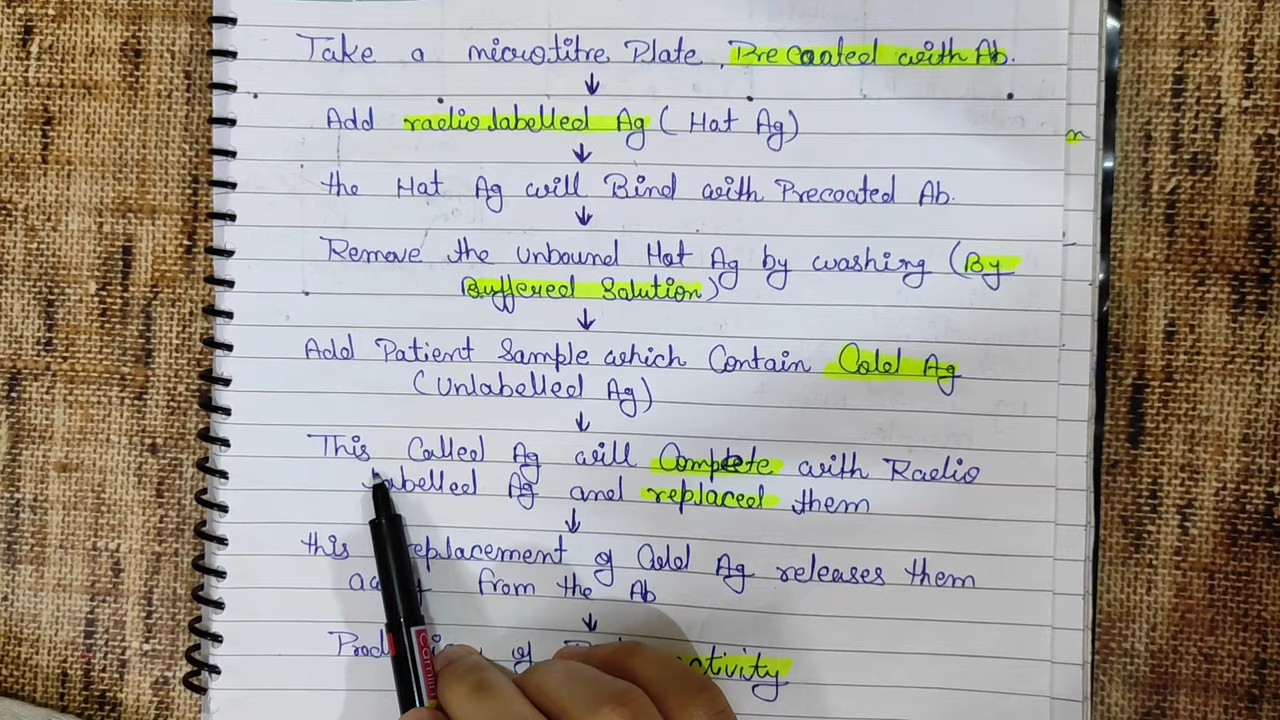 Take a microtitre Plate, Precoated with Ab.
↓
Add radiolabelled Ag (Hot Ag)
↓
the Hot Ag will Bind with Precoated Ab.
↓
Remove the unbound Hot Ag by washing (By
Buffered Solution)
↓
Add Patient Sample which Contain Cold Ag
(Unlabelled Ag)
↓
This Called Ag will Complete with Radio
labelled Ag and replaced them
↓
this replacement of Cold Ag releases them
from the Ab
↓
of